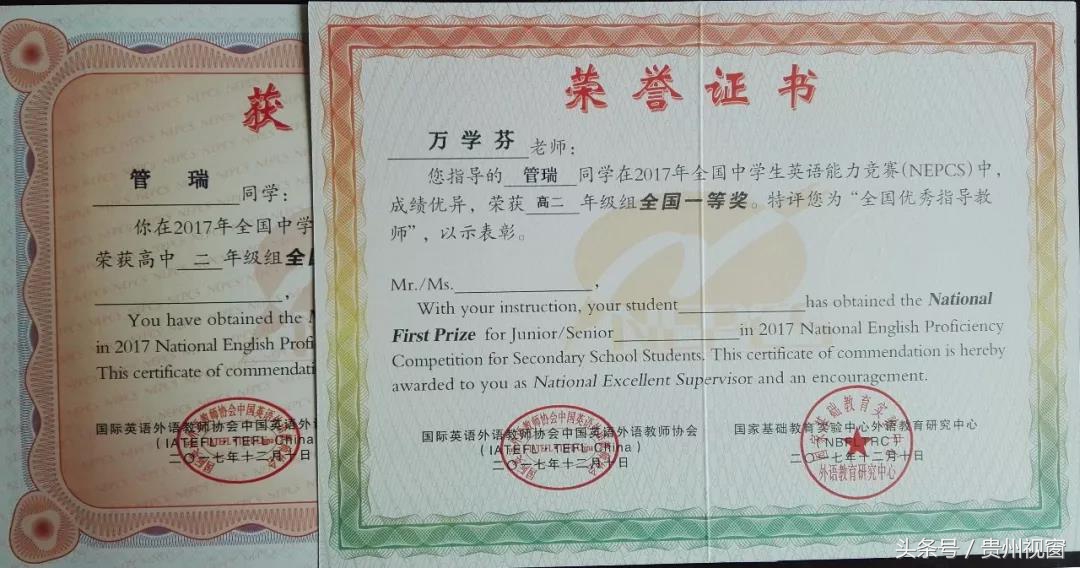 获
管 瑞 同学：
你在2017年全国中学
荣获高中 二 年级组全
You have obtained the
in 2017 National English Profi
This certificate of commendati
国际英语外语教师协会中国英语外语
(IATEFL·TEFL China
二〇一七年十二月十日
荣誉证书
万学芬 老师：
您指导的 管瑞 同学在2017年全国中学生英语能力竞赛(NEPCS)中，
成绩优异，荣获 高二 年级组全国一等奖。特评您为“全国优秀指导教
师”，以示表彰。
Mr./Ms. ,
With your instruction, your student has obtained the National
First Prize for Junior/Senior in 2017 National English Proficiency
Competition for Secondary School Students. This certificate of commendation is hereby
awarded to you as National Excellent Supervisor and an encouragement.
国际英语外语教师协会中国英语外语教师协会
(IATEFL·TEFL China)
二〇一七年十二月十日
国家基础教育实验中心外语教育研究中心
外语教育研究中心
二〇一七年十二月十日
头条号 / 贵州视窗